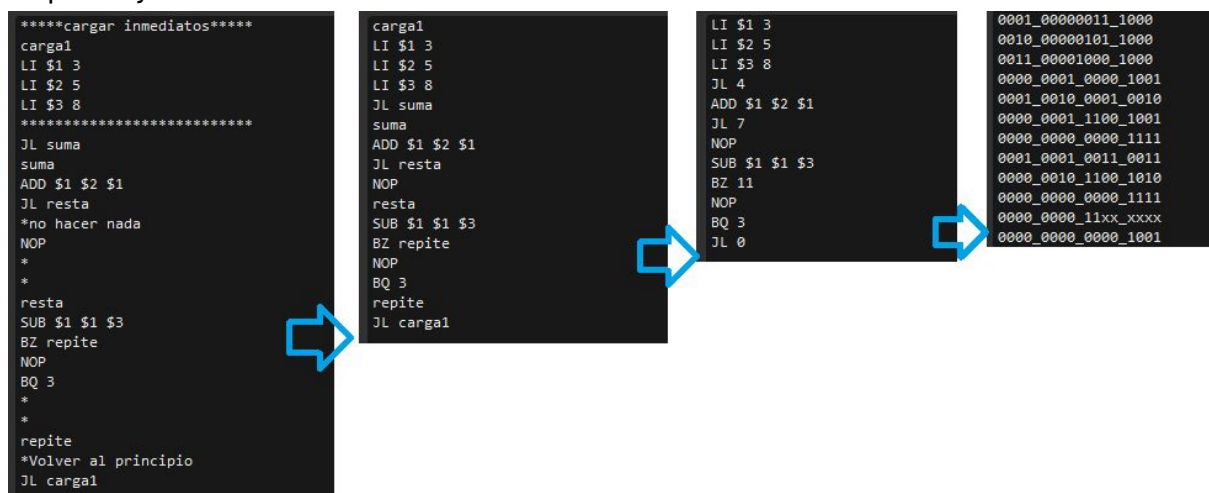 *****cargar inmediatos*****
carga1
LI $1 3
LI $2 5
LI $3 8
***************************
JL suma
suma
ADD $1 $2 $1
JL resta
*no hacer nada
NOP
*
*
resta
SUB $1 $1 $3
BZ repite
NOP
BQ 3
*
*
repite
*Volver al principio
JL carga1
carga1
LI $1 3
LI $2 5
LI $3 8
JL suma
suma
ADD $1 $2 $1
JL resta
NOP
resta
SUB $1 $1 $3
BZ repite
NOP
BQ 3
repite
JL carga1
LI $1 3
LI $2 5
LI $3 8
JL 4
ADD $1 $2 $1
JL 7
NOP
SUB $1 $1 $3
BZ 11
NOP
BQ 3
JL 0
0001_00000011_1000
0010_00000101_1000
0011_00001000_1000
0000_0001_0000_1001
0001_0010_0001_0010
0000_0001_1100_1001
0000_0000_0000_1111
0001_0001_0011_0011
0000_0010_1100_1010
0000_0000_0000_1111
0000_0000_11xx_xxxx
0000_0000_0000_1001